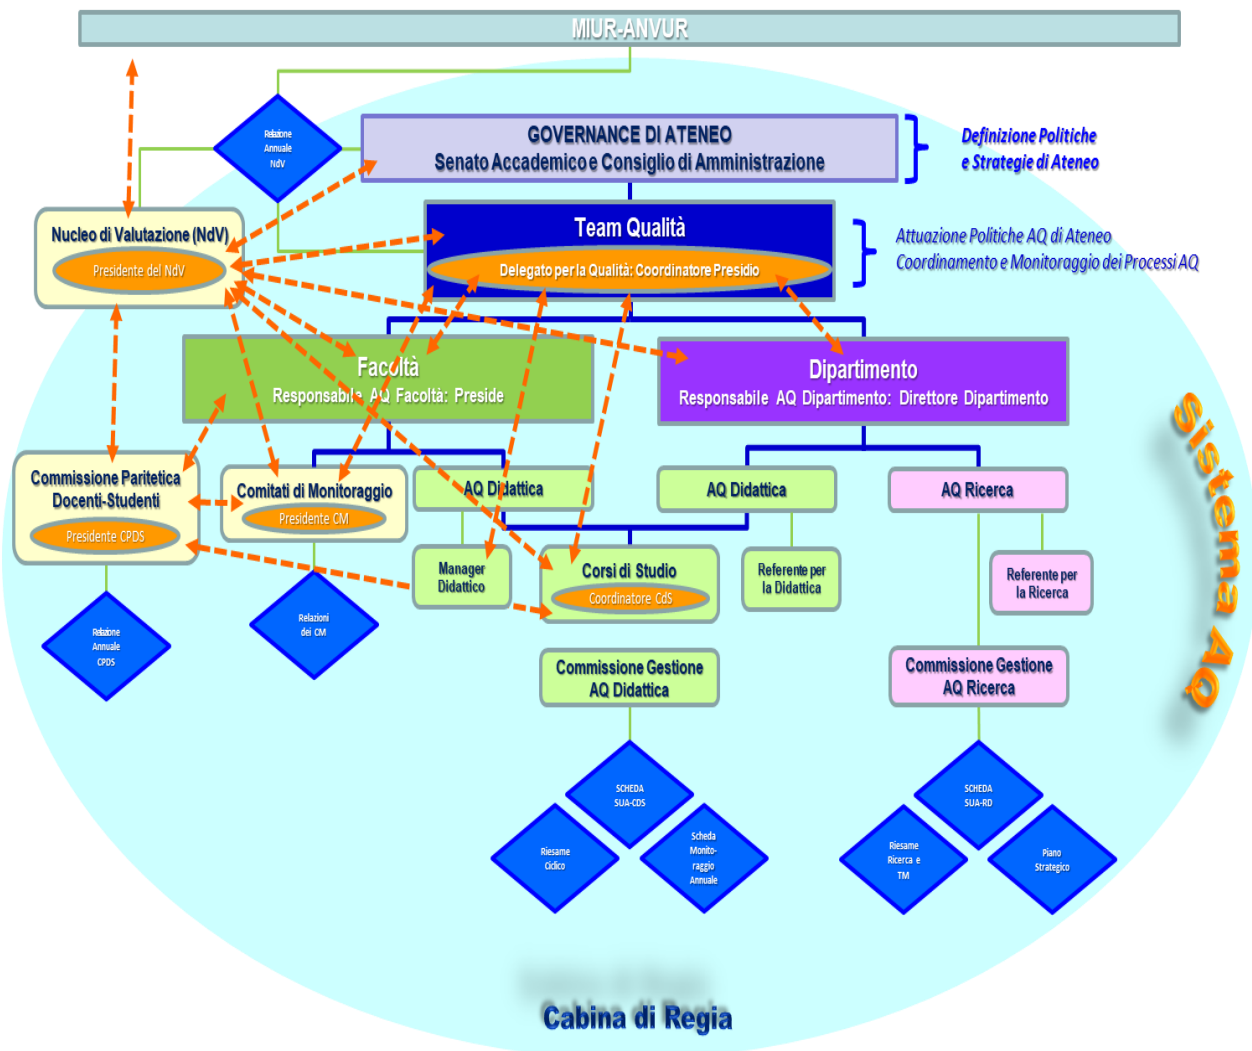 MIUR-ANVUR
Relazione
Annuale
NdV
GOVERNANCE DI ATENEO
Senato Accademico e Consiglio di Amministrazione
Definizione Politiche
e Strategie di Ateneo
Nucleo di Valutazione (NdV)
Presidente del NdV
Team Qualità
Delegato per la Qualità: Coordinatore Presidio
Attuazione Politiche AQ di Ateneo
Coordinamento e Monitoraggio dei Processi AQ
Facoltà
Responsabile AQ Facoltà: Preside
Dipartimento
Responsabile AQ Dipartimento: Direttore Dipartimento
Sistema AQ
Commissione Paritetica
Docenti-Studenti
Presidente CPDS
Comitati di Monitoraggio
Presidente CM
AQ Didattica
AQ Didattica
AQ Ricerca
Manager
Didattico
Corsi di Studio
Coordinatore CdS
Referente per
la Didattica
Referente per
la Ricerca
Relazione
Annuale
CPDS
Relazioni
dei CM
Commissione Gestione
AQ Didattica
Commissione Gestione
AQ Ricerca
SCHEDA
SUA-CDS
Riesame
Ciclico
Scheda
Monito-
raggio
Annuale
SCHEDA
SUA-RD
Riesame
Ricerca e
TM
Piano
Strategico
Cabina di Regia